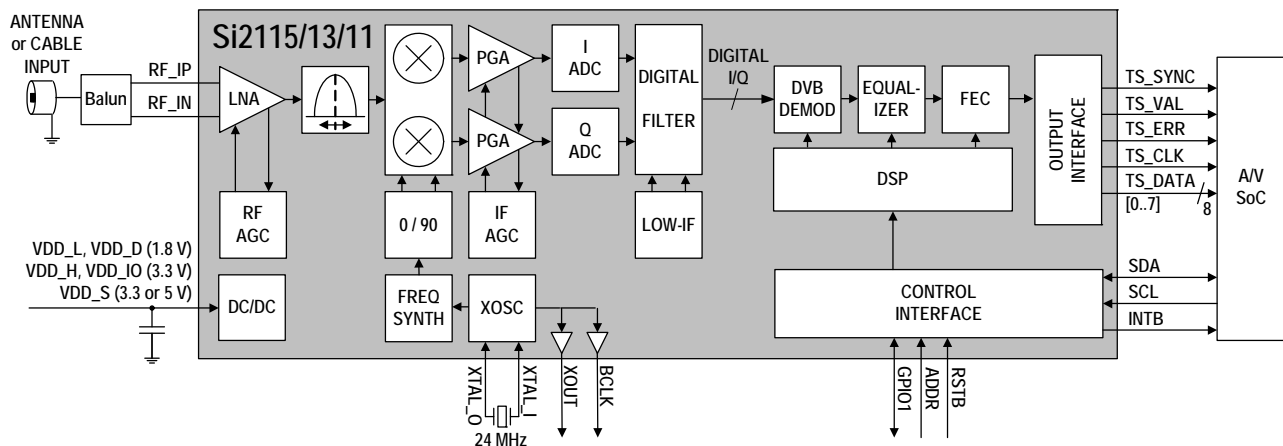 ANTENNA
or CABLE
INPUT
Si2115/13/11
RF_IP
RF_IN
Balun
LNA
PGA
PGA
I
ADC
Q
ADC
DIGITAL
FILTER
DIGITAL
I/Q
DVB
DEMOD
EQUAL-
IZER
FEC
DSP
OUTPUT
INTERFACE
TS_SYNC
TS_VAL
TS_ERR
TS_CLK
TS_DATA
[0..7]
8
A/V
SoC
RF
AGC
0 / 90
IF
AGC
LOW-IF
VDD_L, VDD_D (1.8 V)
VDD_H, VDD_IO (3.3 V)
VDD_S (3.3 or 5 V)
DC/DC
FREQ
SYNTH
XOSC
CONTROL
INTERFACE
SDA
SCL
INTB
XTAL_O
XTAL_I
24 MHz
XOUT
BCLK
GPIO1
ADDR
RSTB